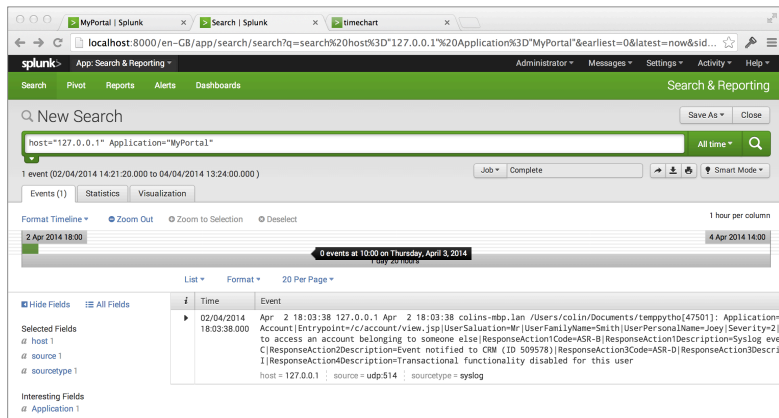 MyPortal | Splunk
Search | Splunk
timechart
localhost:8000/en-GB/app/search/search?q=search%20host%3D"127.0.0.1"%20Application%3D"MyPortal"&earliest=0&latest=now&sid...
splunk> App: Search & Reporting Administrator Messages Settings Activity Help
Search Pivot Reports Alerts Dashboards Search & Reporting
New Search Save As Close
host="127.0.0.1" Application="MyPortal" All time
1 event (02/04/2014 14:21:20.000 to 04/04/2014 13:24:00.000 ) Job Complete Smart Mode
Events (1) Statistics Visualization
Format Timeline Zoom Out Zoom to Selection Deselect 1 hour per column
2 Apr 2014 18:00 4 Apr 2014 14:00
0 events at 10:00 on Thursday, April 3, 2014
1 day 20 hours
List Format 20 Per Page
Hide Fields All Fields i Time Event
02/04/2014 18:03:38.000
Apr 2 18:03:38 127.0.0.1 Apr 2 18:03:38 colins-mbp.lan /Users/colin/Documents/temppytho[47501]: Application=
Account|Entrypoint=/c/account/view.jsp|UserSaluation=Mr|UserFamilyName=Smith|UserPersonalName=Joey|Severity=2|
to access an account belonging to someone else|ResponseAction1Code=ASR-B|ResponseAction1Description=Syslog eve
C|ResponseAction2Description=Event notified to CRM (ID 509578)|ResponseAction3Code=ASR-D|ResponseAction3Descri
I|ResponseAction4Description=Transactional functionality disabled for this user
host = 127.0.0.1 source = udp:514 sourcetype = syslog
Selected Fields
a host 1
a source 1
a sourcetype 1
Interesting Fields
a Application 1